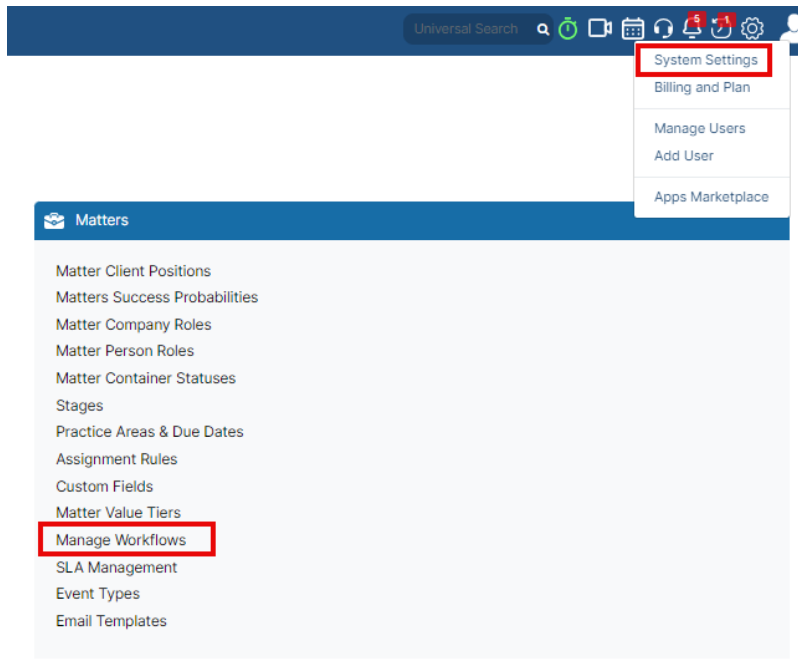 Universal Search
5
1
System Settings
Billing and Plan
Manage Users
Add User
Apps Marketplace
Matters
Matter Client Positions
Matters Success Probabilities
Matter Company Roles
Matter Person Roles
Matter Container Statuses
Stages
Practice Areas & Due Dates
Assignment Rules
Custom Fields
Matter Value Tiers
Manage Workflows
SLA Management
Event Types
Email Templates